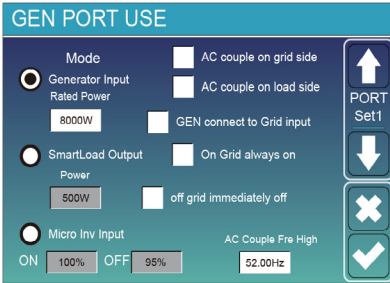 GEN PORT USE
Mode
AC couple on grid side
Generator Input
Rated Power
AC couple on load side
PORT
Set1
8000W
GEN connect to Grid input
SmartLoad Output
On Grid always on
Power
500W
off grid immediately off
Micro Inv Input
AC Couple Fre High
ON 100% OFF 95%
52.00Hz